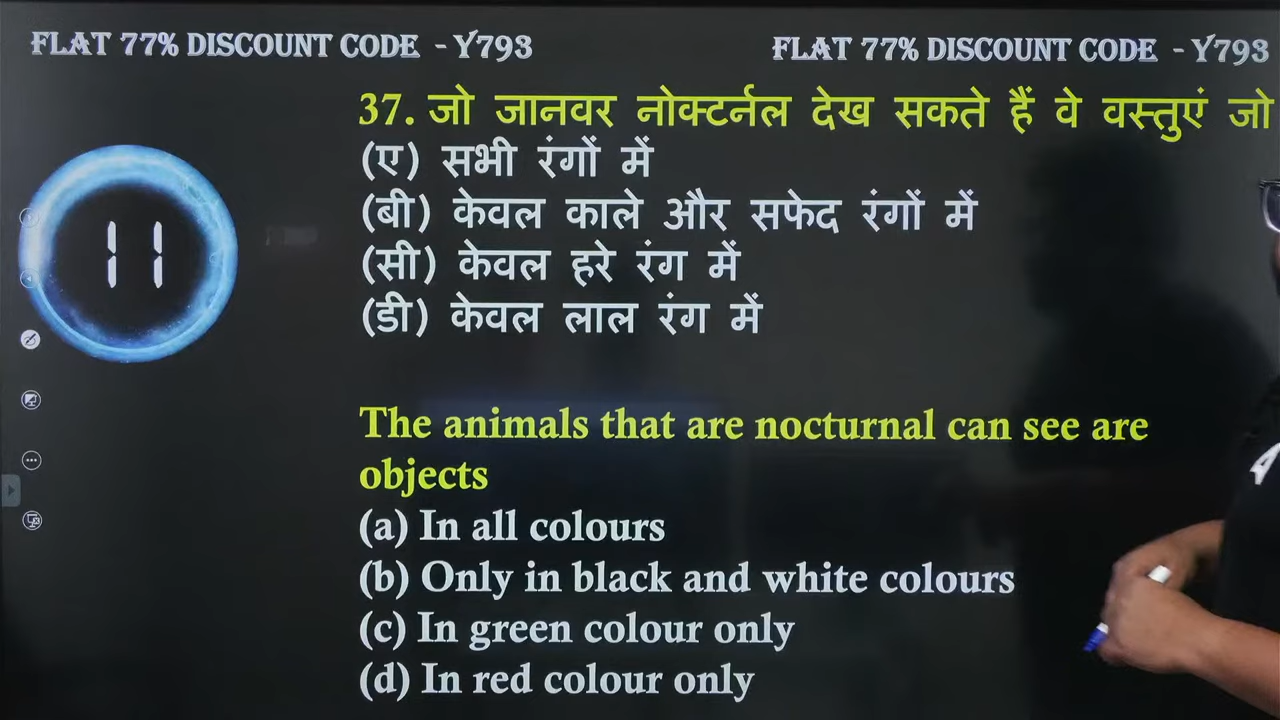 FLAT 77% DISCOUNT CODE - Y793
FLAT 77% DISCOUNT CODE - Y793
37. जो जानवर नोक्टर्नल देख सकते हैं वे वस्तुएं जो
(ए) सभी रंगों में
(बी) केवल काले और सफेद रंगों में
(सी) केवल हरे रंग में
(डी) केवल लाल रंग में
11
The animals that are nocturnal can see are
objects
(a) In all colours
(b) Only in black and white colours
(c) In green colour only
(d) In red colour only